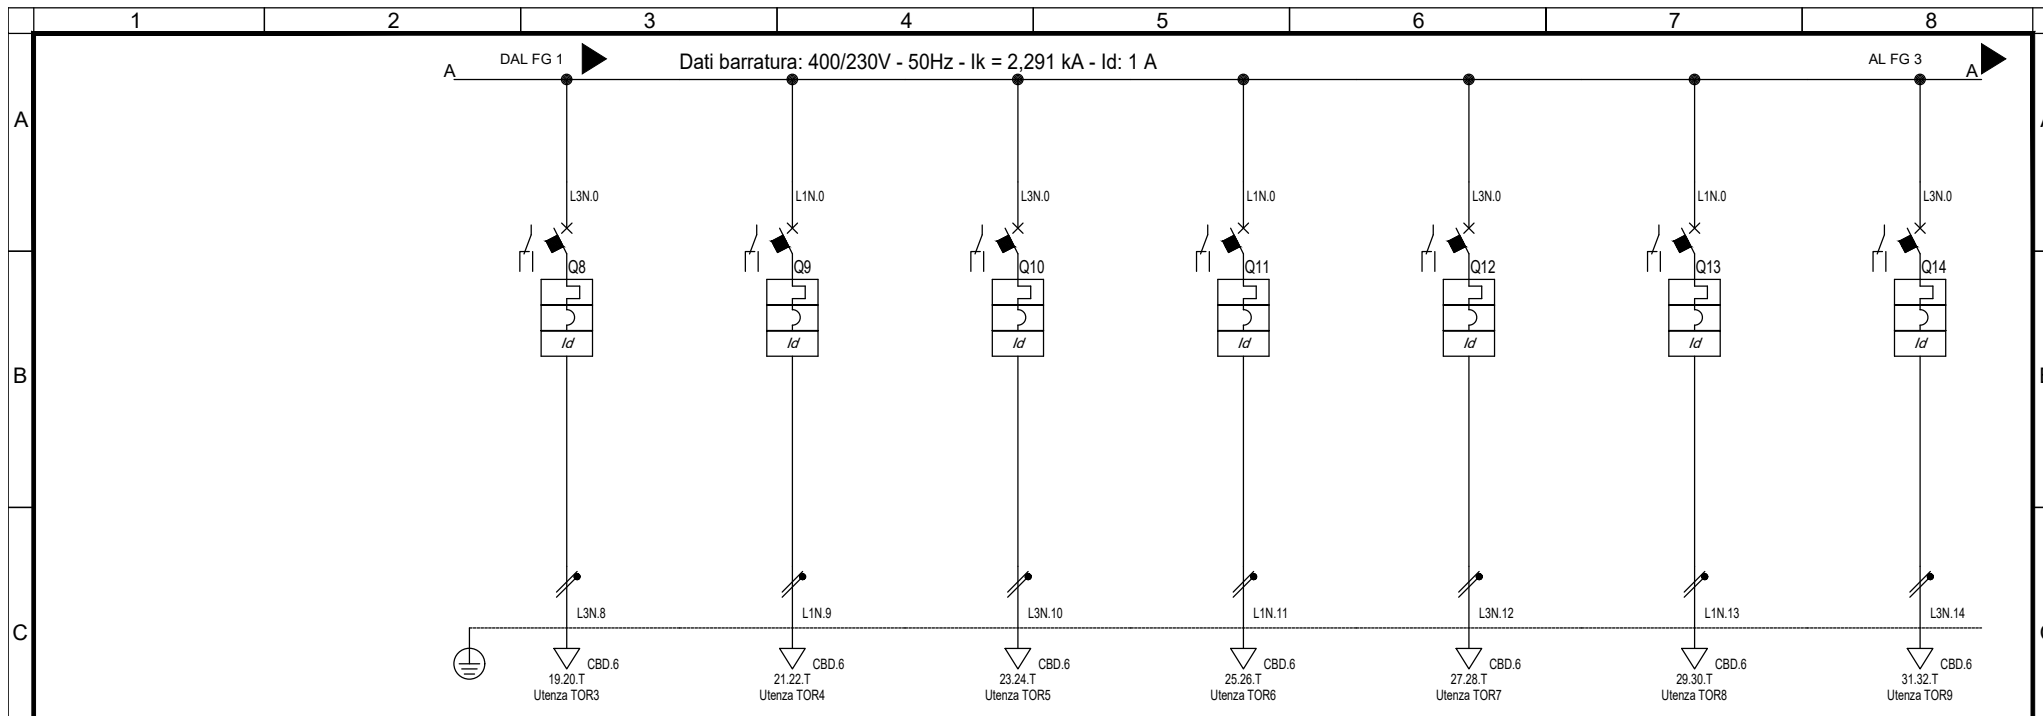 1 2 3 4 5 6 7 8
DAL FG 1 Dati barratura: 400/230V - 50Hz - Ik = 2,291 kA - Id: 1 A AL FG 3
A A
A
L3N.0 L1N.0 L3N.0 L1N.0 L3N.0 L1N.0 L3N.0
Q8 Q9 Q10 Q11 Q12 Q13 Q14
Id Id Id Id Id Id Id
B
L3N.8 L1N.9 L3N.10 L1N.11 L3N.12 L1N.13 L3N.14
C
CBD.6 CBD.6 CBD.6 CBD.6 CBD.6 CBD.6 CBD.6
19.20.T 21.22.T 23.24.T 25.26.T 27.28.T 29.30.T 31.32.T
Utenza TOR3 Utenza TOR4 Utenza TOR5 Utenza TOR6 Utenza TOR7 Utenza TOR8 Utenza TOR9